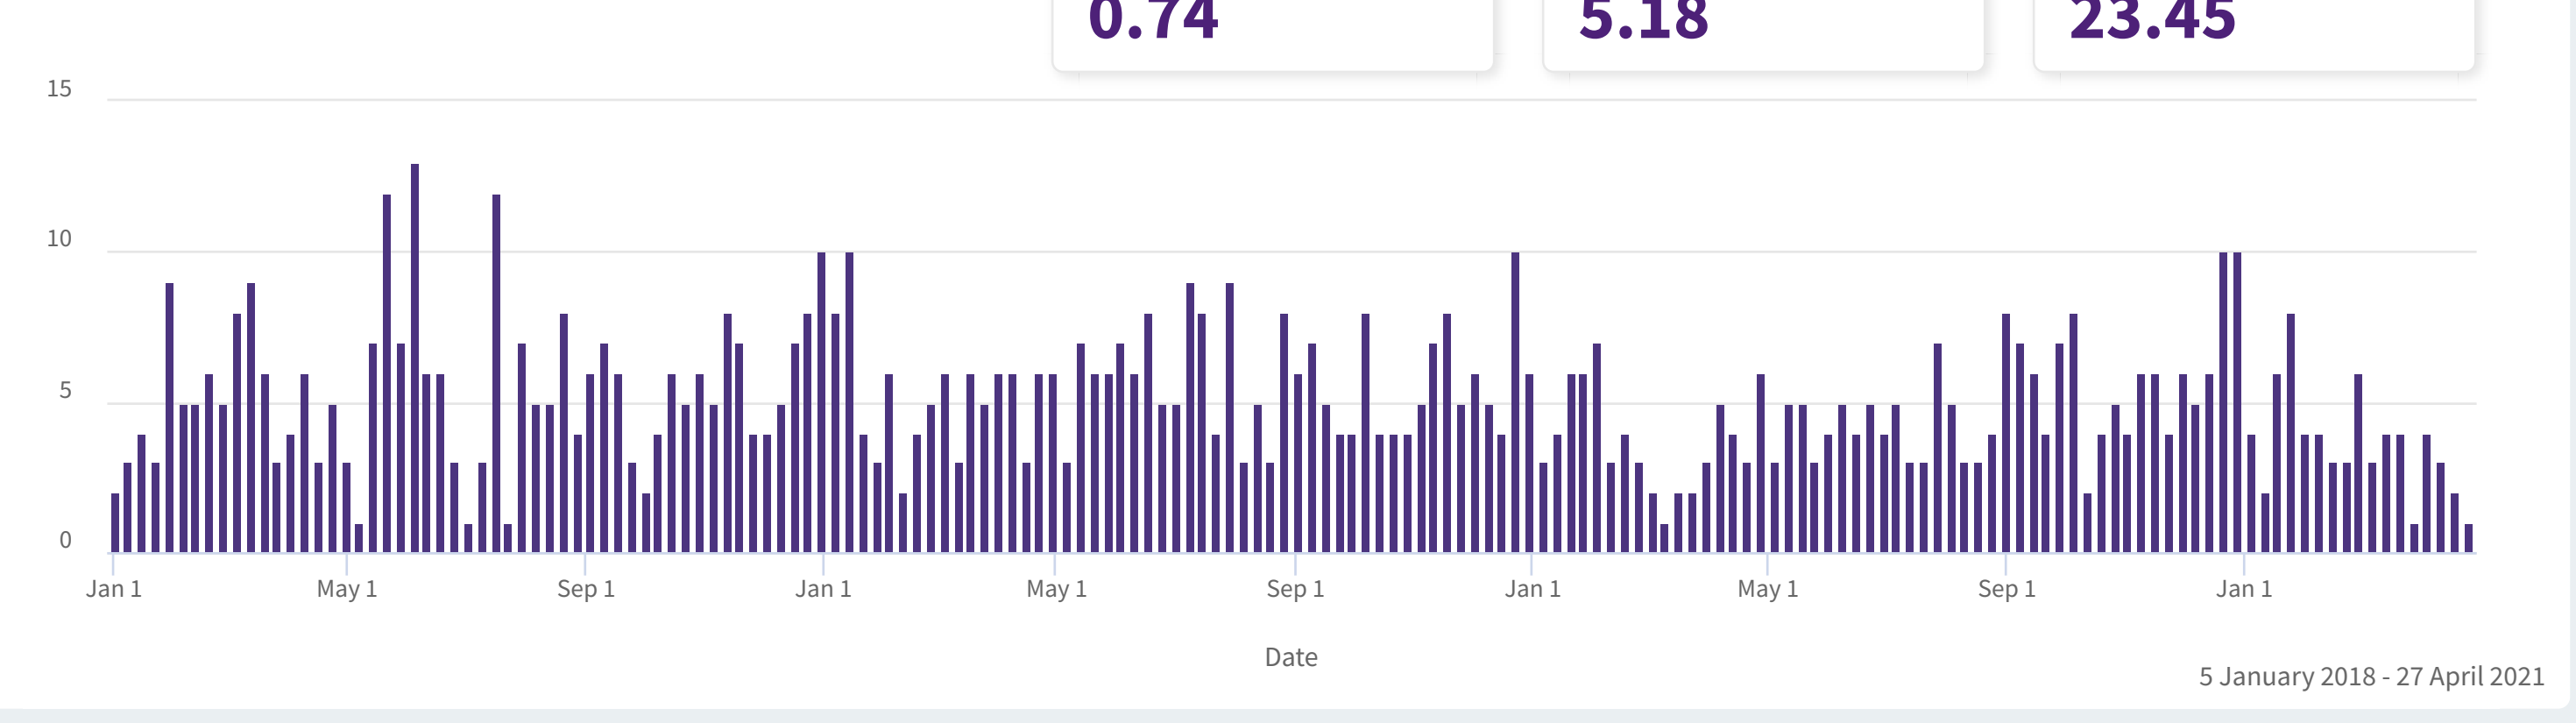 0.74 5.18 23.45
15
10
5
0
Jan 1 May 1 Sep 1 Jan 1 May 1 Sep 1 Jan 1 May 1 Sep 1 Jan 1
Date
5 January 2018 - 27 April 2021